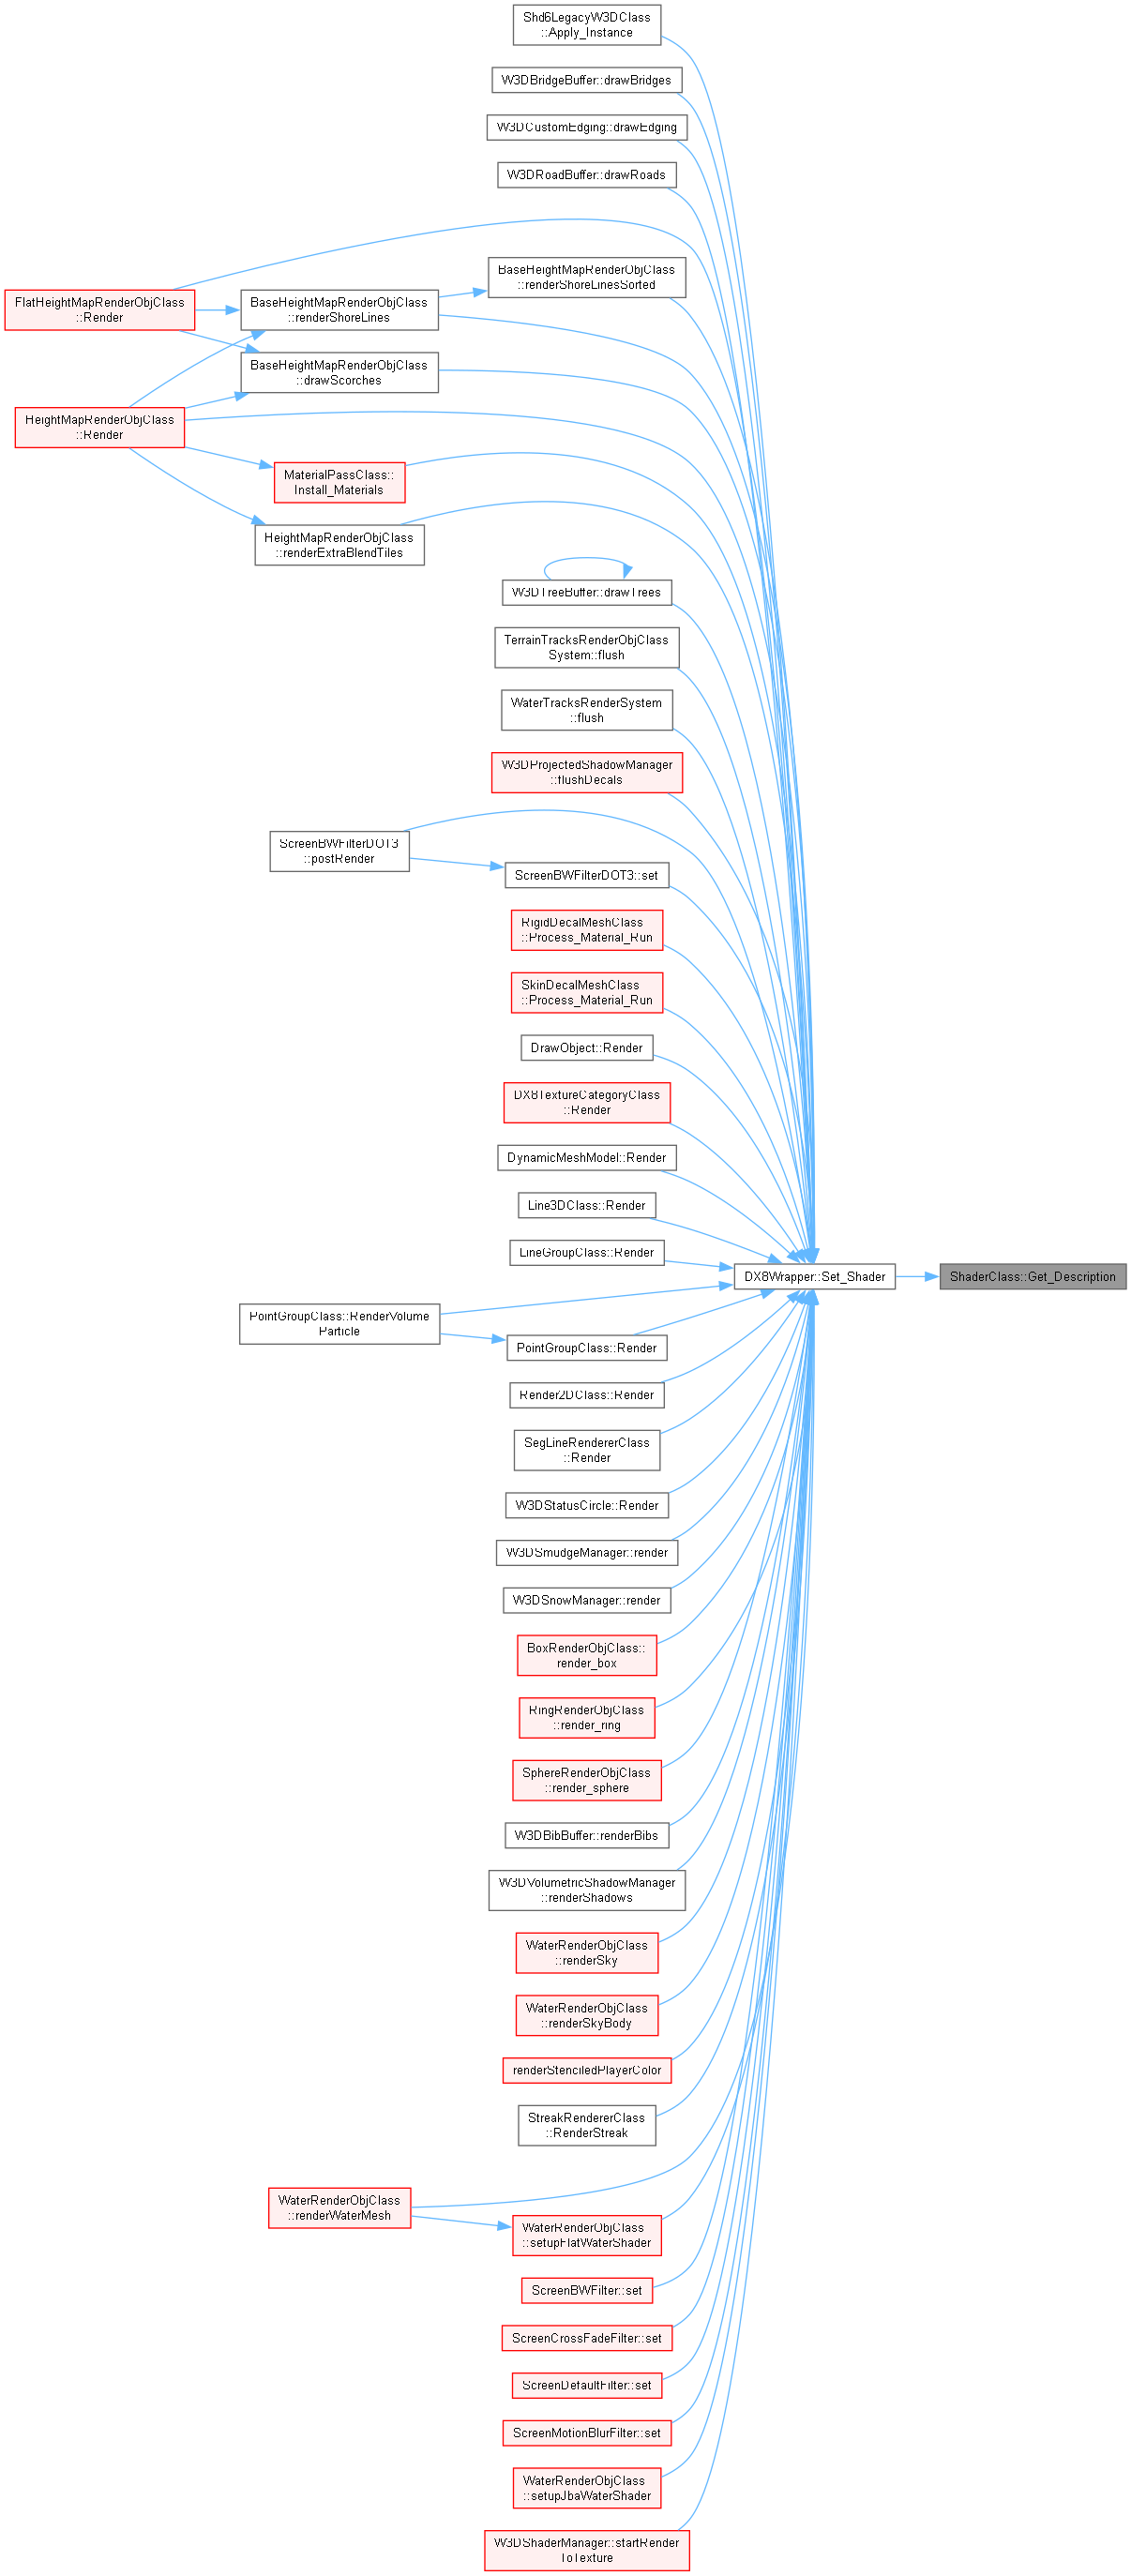 Shd6LegacyW3DClass
::Apply_Instance
W3DBridgeBuffer::drawBridges
W3DCustomEdging::drawEdging
W3DRoadBuffer::drawRoads
BaseHeightMapRenderObjClass
::renderShoreLinesSorted
FlatHeightMapRenderObjClass
::Render
BaseHeightMapRenderObjClass
::renderShoreLines
BaseHeightMapRenderObjClass
::drawScorches
HeightMapRenderObjClass
::Render
MaterialPassClass::
Install_Materials
HeightMapRenderObjClass
::renderExtraBlendTiles
W3DTreeBuffer::drawTrees
TerrainTracksRenderObjClass
System::flush
WaterTracksRenderSystem
::flush
W3DProjectedShadowManager
::flushDecals
ScreenBWFilterDOT3
::postRender
ScreenBWFilterDOT3::set
RigidDecalMeshClass
::Process_Material_Run
SkinDecalMeshClass
::Process_Material_Run
DrawObject::Render
DX8TextureCategoryClass
::Render
DynamicMeshModel::Render
Line3DClass::Render
LineGroupClass::Render
DX8Wrapper::Set_Shader
ShaderClass::Get_Description
PointGroupClass::RenderVolume
Particle
PointGroupClass::Render
Render2DClass::Render
SegLineRendererClass
::Render
W3DStatusCircle::Render
W3DSmudgeManager::render
W3DSnowManager::render
BoxRenderObjClass::
render_box
RingRenderObjClass
::render_ring
SphereRenderObjClass
::render_sphere
W3DBibBuffer::renderBibs
W3DVolumetricShadowManager
::renderShadows
WaterRenderObjClass
::renderSky
WaterRenderObjClass
::renderSkyBody
renderStenciledPlayerColor
StreakRendererClass
::RenderStreak
WaterRenderObjClass
::renderWaterMesh
WaterRenderObjClass
::setupFlatWaterShader
ScreenBWFilter::set
ScreenCrossFadeFilter::set
ScreenDefaultFilter::set
ScreenMotionBlurFilter::set
WaterRenderObjClass
::setupJbaWaterShader
W3DShaderManager::startRender
ToTexture